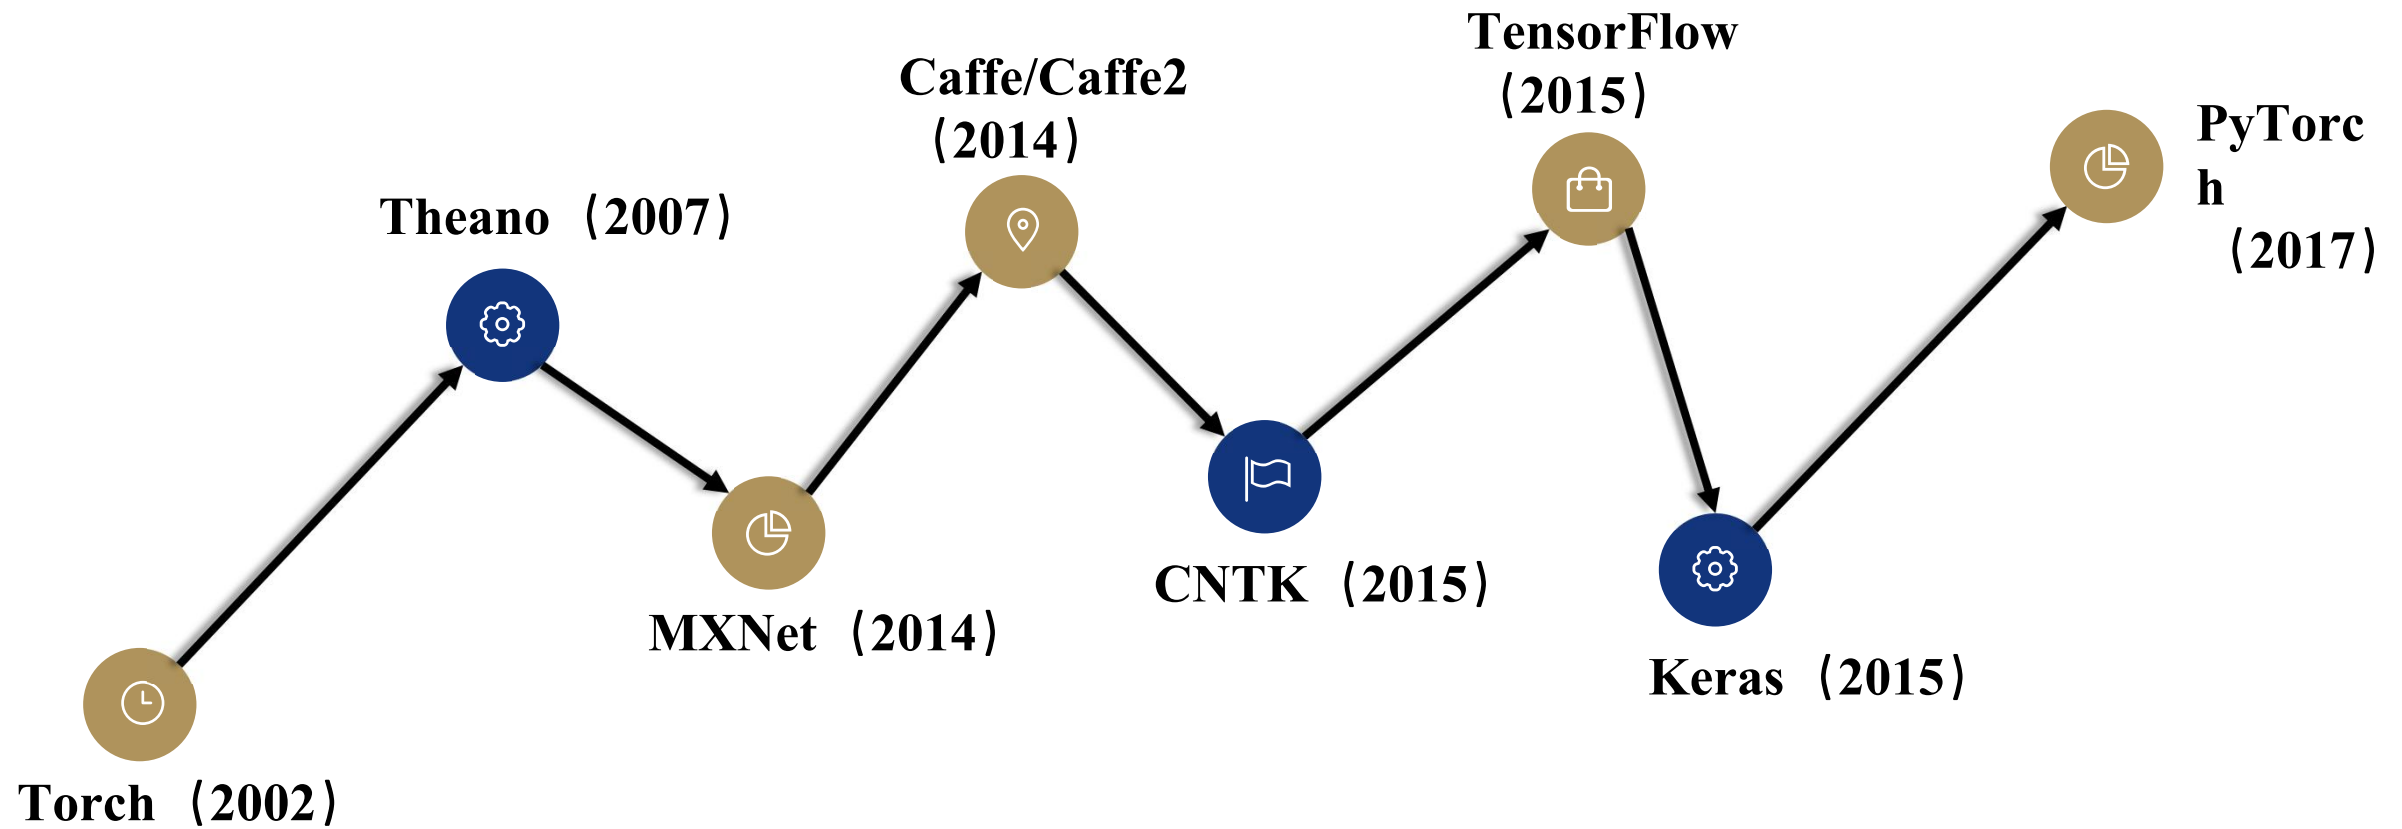 Torch（2002）
Theano（2007）
MXNet（2014）
Caffe/Caffe2
（2014）
CNTK（2015）
TensorFlow
（2015）
Keras（2015）
PyTorc
h
（2017）